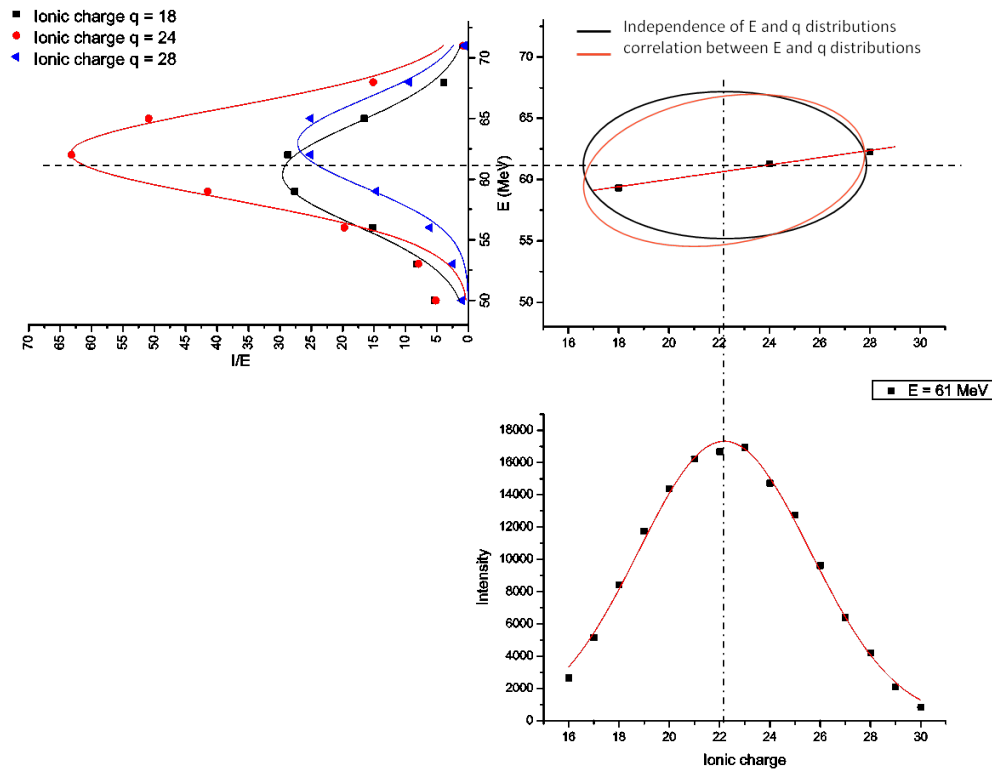 Ionic charge q = 18
Ionic charge q = 24
Ionic charge q = 28
70
65
60
55
50
E (MeV)
70 65 60 55 50 45 40 35 30 25 20 15 10 5 0
I/E
Independence of E and q distributions
correlation between E and q distributions
70
65
60
55
50
16 18 20 22 24 26 28 30
E = 61 MeV
18000
16000
14000
12000
10000
8000
6000
4000
2000
0
Intensity
16 18 20 22 24 26 28 30
Ionic charge